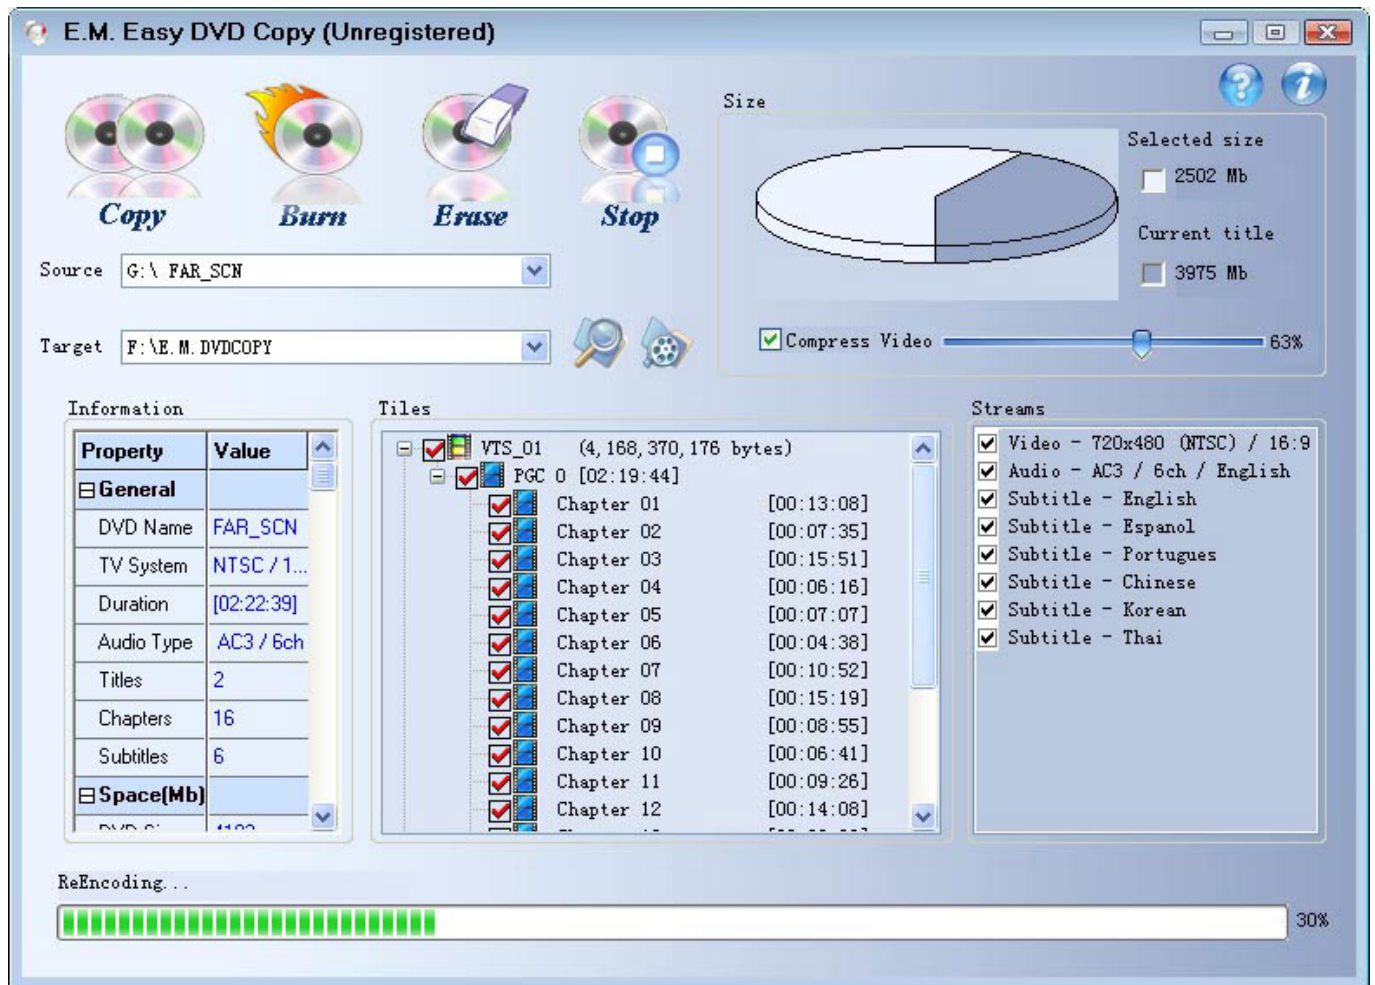 E.M. Easy DVD Copy (Unregistered)
Copy
Burn
Erase
Stop
Source
G:\ FAR_SCN
Target
F:\E.M.DVDCOPY
Size
Selected size
2502 Mb
Current title
3975 Mb
Compress Video
63%
Information
Property Value
General
DVD Name FAR_SCN
TV System NTSC / 1...
Duration [02:22:39]
Audio Type AC3 / 6ch
Titles 2
Chapters 16
Subtitles 6
Space(Mb)
Tiles
VTS_01 (4,168,370,176 bytes)
PGC 0 [02:19:44]
Chapter 01 [00:13:08]
Chapter 02 [00:07:35]
Chapter 03 [00:15:51]
Chapter 04 [00:06:16]
Chapter 05 [00:07:07]
Chapter 06 [00:04:38]
Chapter 07 [00:10:52]
Chapter 08 [00:15:19]
Chapter 09 [00:08:55]
Chapter 10 [00:06:41]
Chapter 11 [00:09:26]
Chapter 12 [00:14:08]
Streams
Video - 720x480 (NTSC) / 16:9
Audio - AC3 / 6ch / English
Subtitle - English
Subtitle - Espanol
Subtitle - Portugues
Subtitle - Chinese
Subtitle - Korean
Subtitle - Thai
ReEncoding...
30%